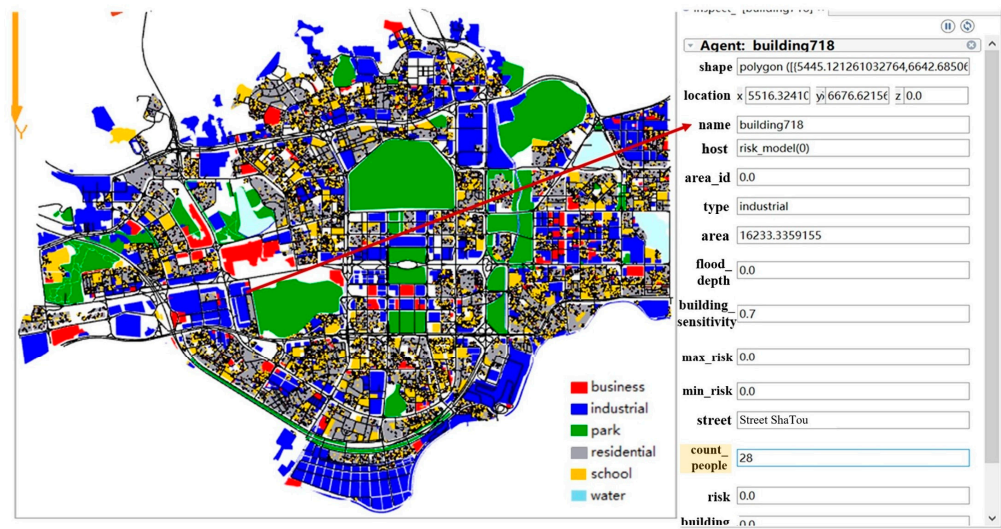 Y
business
industrial
park
residential
school
water
Agent: building718
shape polygon ([{5445.121261032764,6642.68506
location x 5516.32410 y 6676.62156 z 0.0
name building718
host risk_model(0)
area_id 0.0
type industrial
area 16233.3359155
flood_
depth 0.0
building_
sensitivity 0.7
max_risk 0.0
min_risk 0.0
street Street ShaTou
count_
people 28
risk 0.0
building 0.0